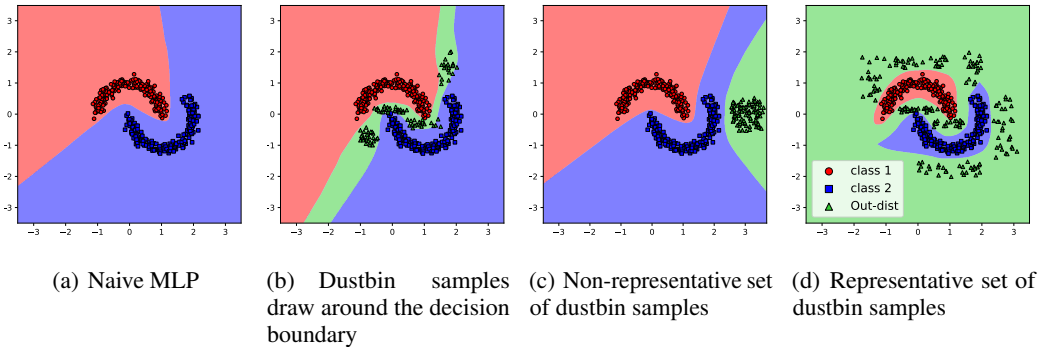 3
2
1
0
−1
−2
−3
−3 −2 −1 0 1 2 3
3
2
1
0
−1
−2
−3
−3 −2 −1 0 1 2 3
3
2
1
0
−1
−2
−3
−3 −2 −1 0 1 2 3
3
2
1
0
−1
−2
−3
−3 −2 −1 0 1 2 3
class 1
class 2
Out-dist
(a) Naive MLP
(b) Dustbin samples
draw around the decision
boundary
(c) Non-representative set
of dustbin samples
(d) Representative set of
dustbin samples